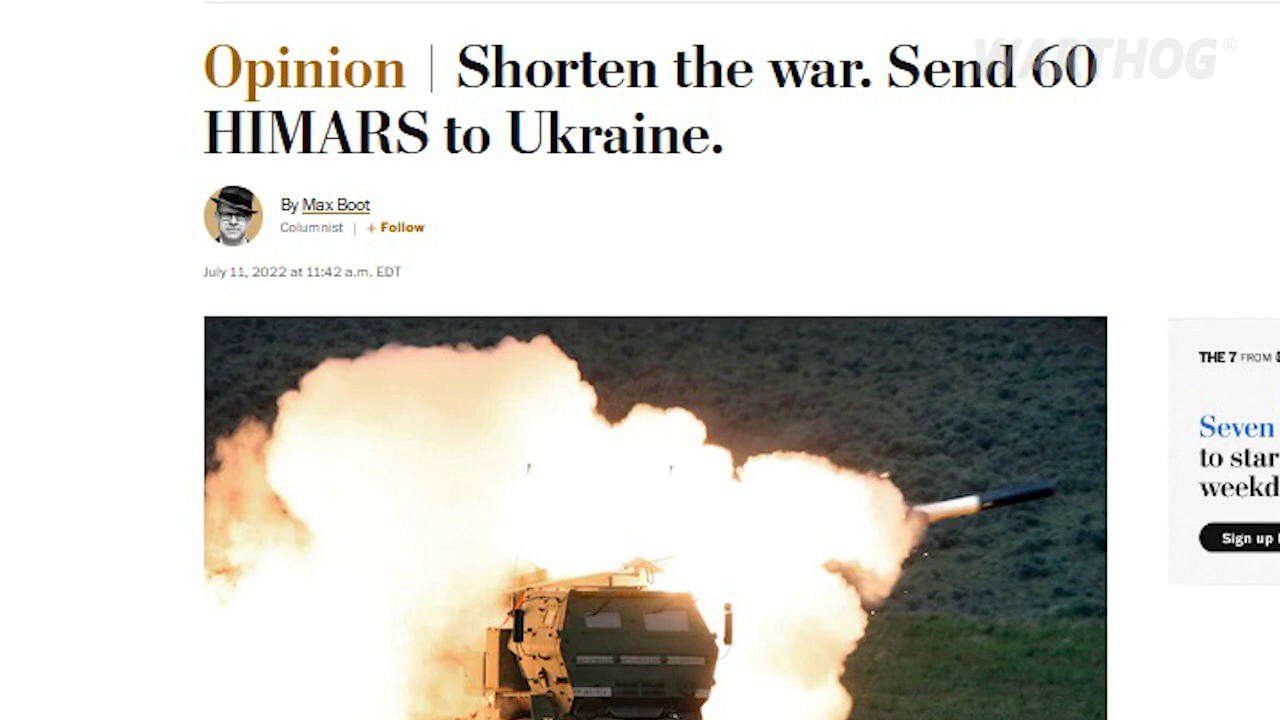 WARTHOG®
Opinion | Shorten the war. Send 60
HIMARS to Ukraine.
By Max Boot
Columnist | + Follow
July 11, 2022 at 11:42 a.m. EDT
THE 7 FROM
Seven
to star
weekd
Sign up